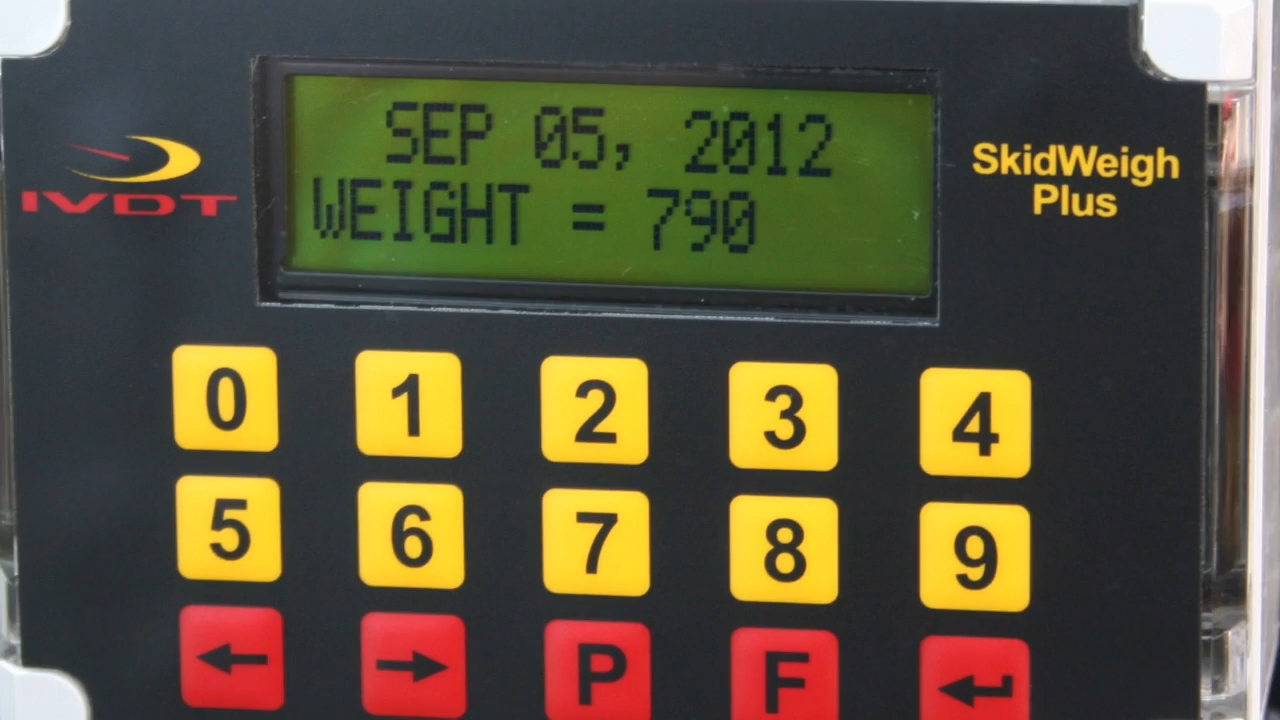 SEP 05, 2012
WEIGHT = 790
IVDT
SkidWeigh
Plus
0 1 2 3 4
5 6 7 8 9
← → P F ↵